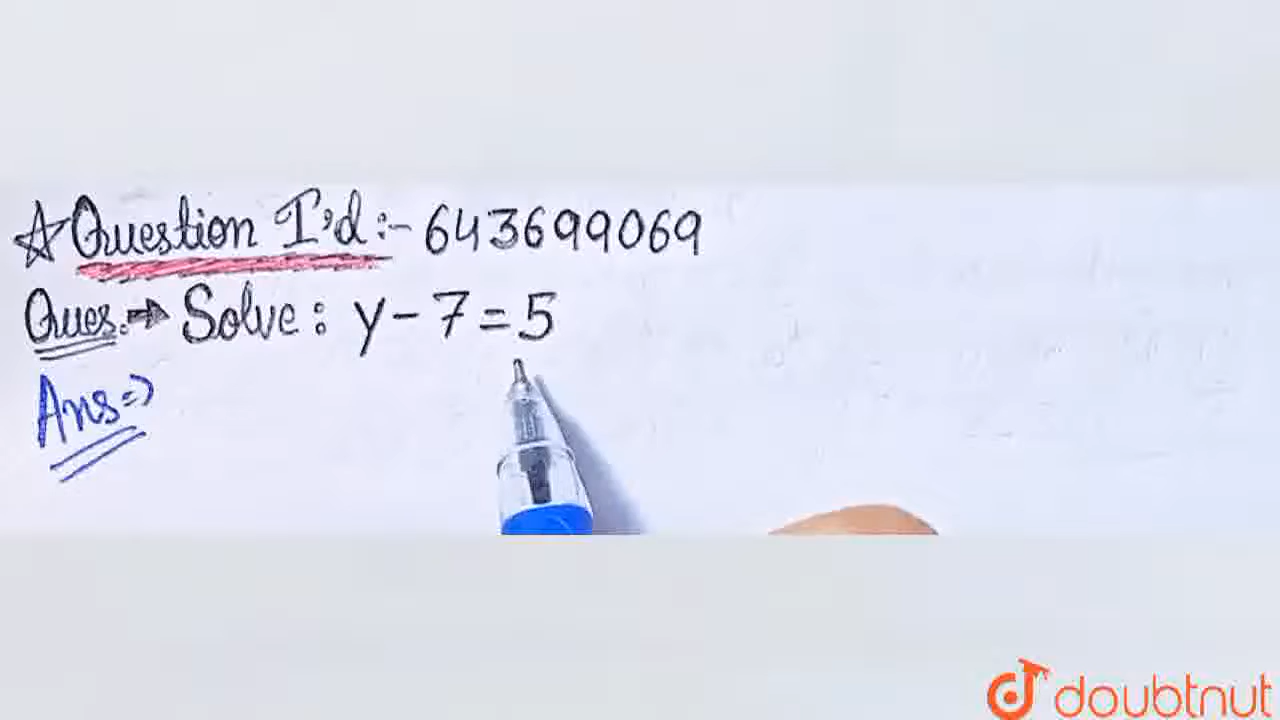 ☆ Question I'd :- 643699069
Ques. → Solve : y - 7 = 5
Ans =>
doubtnut